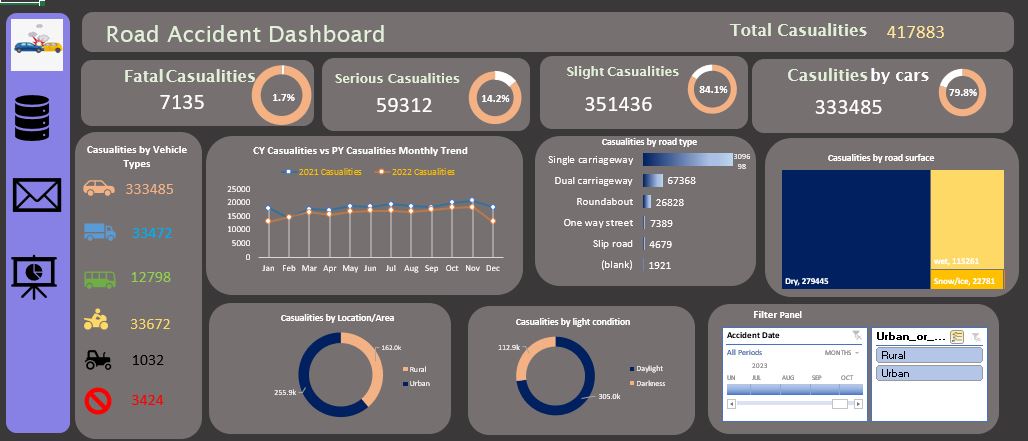 Road Accident Dashboard
Total Casualities 417883
Fatal Casualities
7135
1.7%
Serious Casualities
59312
14.2%
Slight Casualities
351436
84.1%
Casulities by cars
333485
79.8%
Casualities by Vehicle
Types
333485
33472
12798
33672
1032
3424
CY Casualities vs PY Casualities Monthly Trend
2021 Casualities 2022 Casualities
25000
20000
15000
10000
5000
0
Jan Feb Mar Apr May Jun Jul Aug Sep Oct Nov Dec
Casualities by road type
Single carriageway 3096
98
Dual carriageway 67368
Roundabout 26828
One way street 7389
Slip road 4679
(blank) 1921
Casualities by road surface
Dry, 279445
wet, 115261
Snow/ice, 22781
Casualities by Location/Area
162.0k
255.9k
Rural
Urban
Casualities by light condition
112.9k
305.0k
Daylight
Darkness
Filter Panel
Accident Date
All Periods MONTHS
2023
UN JUL AUG SEP OCT
Urban_or_...
Rural
Urban